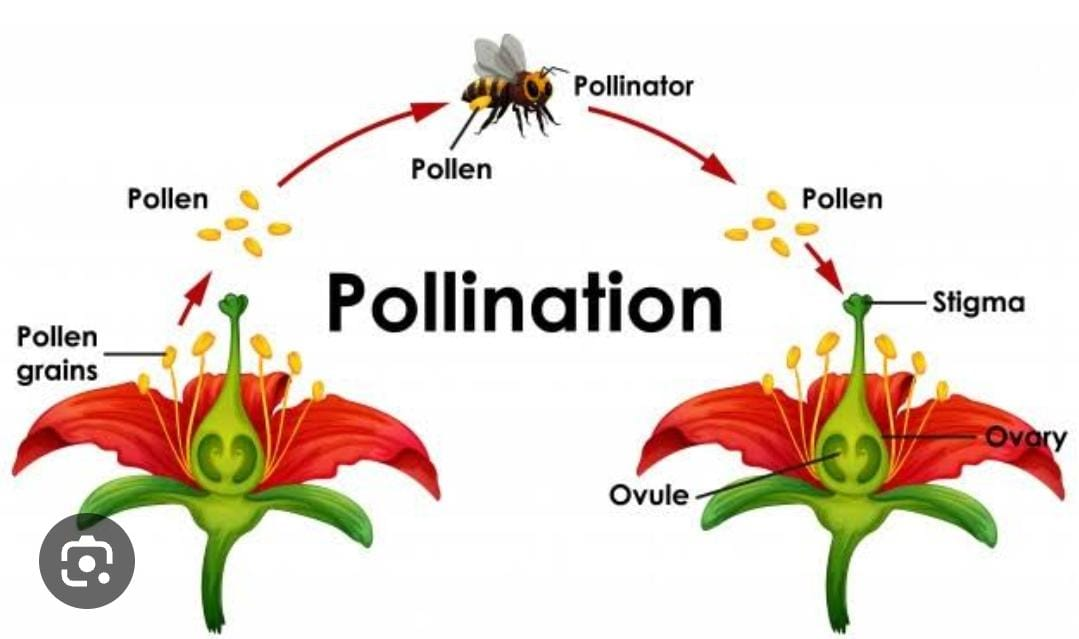 Pollinator
Pollen
Pollen
Pollen
Pollination
Pollen
grains
Stigma
Ovary
Ovule